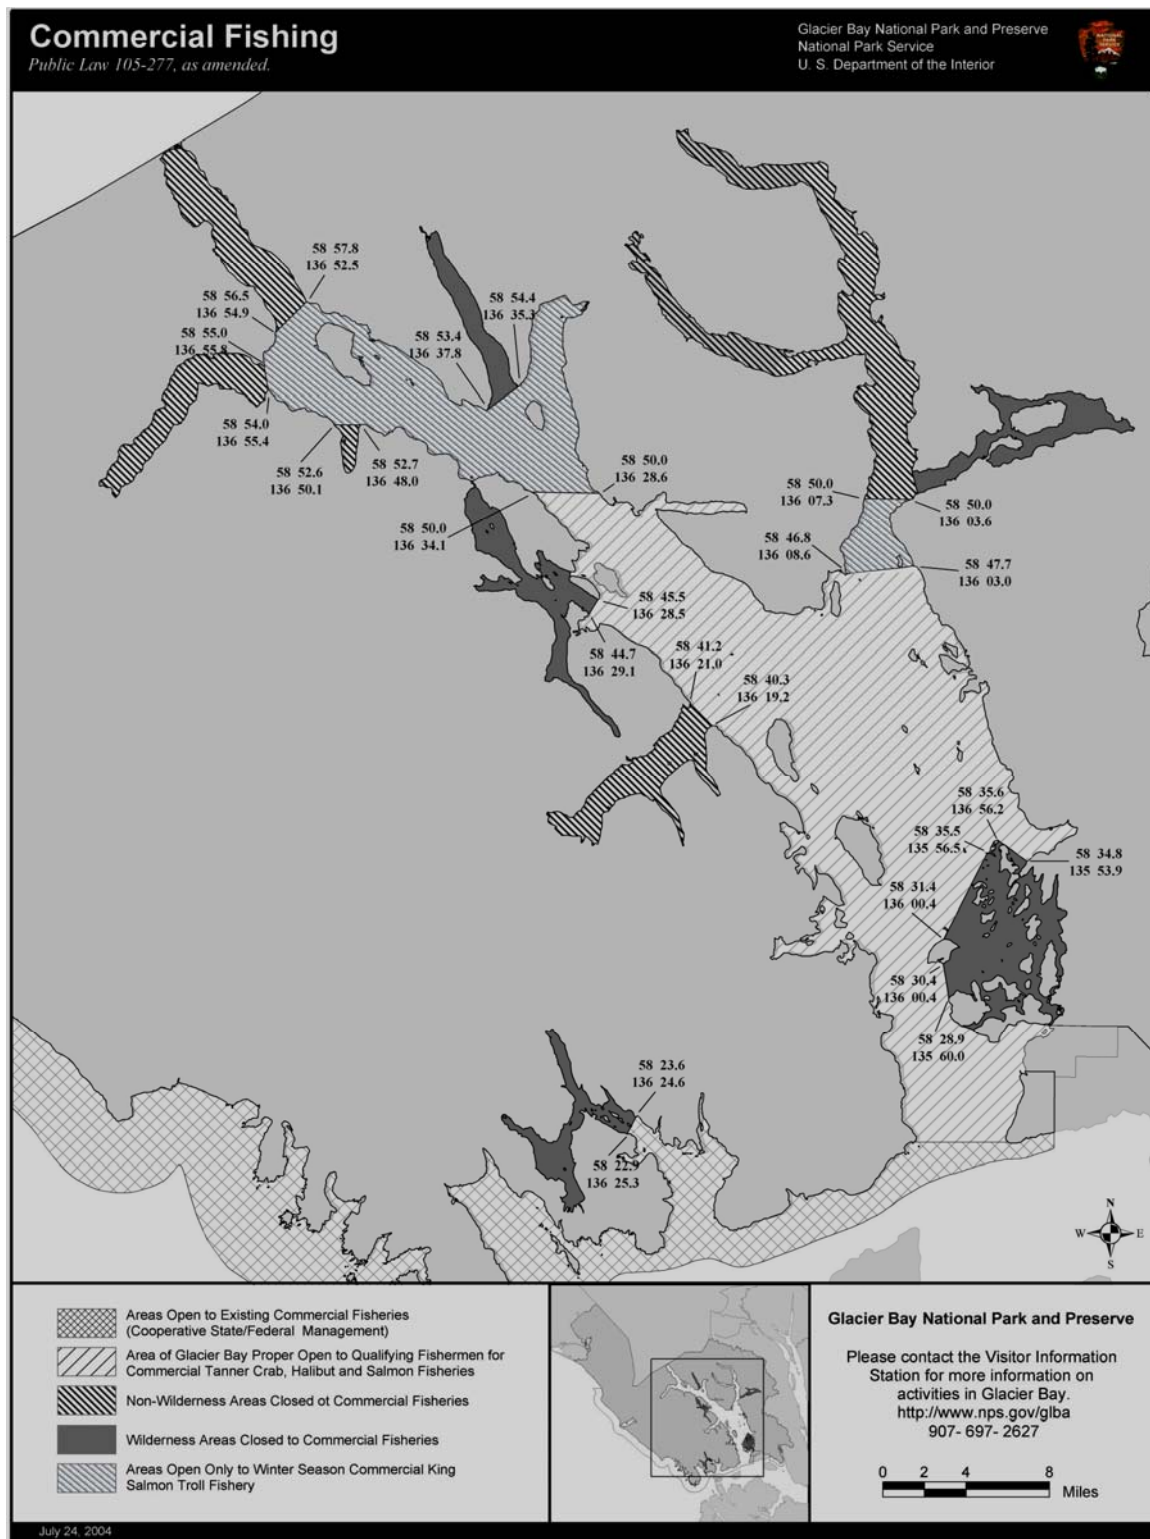 Commercial Fishing
Public Law 105-277, as amended.
Glacier Bay National Park and Preserve
National Park Service
U. S. Department of the Interior
NATIONAL
PARK
SERVICE
58 57.8
136 52.5
58 56.5
136 54.9
58 55.0
136 55.8
58 54.4
136 35.3
58 53.4
136 37.8
58 54.0
136 55.4
58 52.6
136 50.1
58 52.7
136 48.0
58 50.0
136 28.6
58 50.0
136 34.1
58 50.0
136 07.3
58 50.0
136 03.6
58 46.8
136 08.6
58 47.7
136 03.0
58 45.5
136 28.5
58 44.7
136 29.1
58 41.2
136 21.0
58 40.3
136 19.2
58 35.6
136 56.2
58 35.5
135 56.5
58 34.8
135 53.9
58 31.4
136 00.4
58 30.4
136 00.4
58 28.9
135 60.0
58 23.6
136 24.6
58 22.9
136 25.3
N
W E
S
Areas Open to Existing Commercial Fisheries
(Cooperative State/Federal Management)
Area of Glacier Bay Proper Open to Qualifying Fishermen for
Commercial Tanner Crab, Halibut and Salmon Fisheries
Non-Wilderness Areas Closed ot Commercial Fisheries
Wilderness Areas Closed to Commercial Fisheries
Areas Open Only to Winter Season Commercial King
Salmon Troll Fishery
Glacier Bay National Park and Preserve
Please contact the Visitor Information
Station for more information on
activities in Glacier Bay.
http://www.nps.gov/glba
907- 697- 2627
0 2 4 8
Miles
July 24, 2004